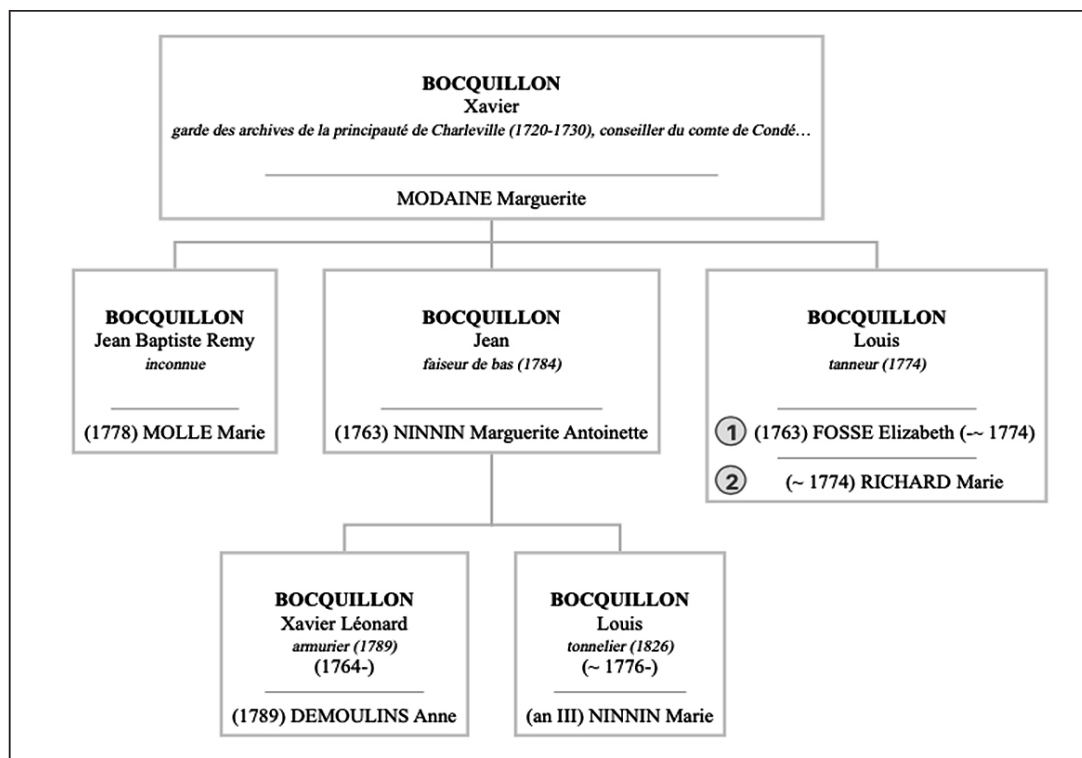 BOCQUILLON
Xavier
garde des archives de la principauté de Charleville (1720-1730), conseiller du comte de Condé…
MODAINE Marguerite
BOCQUILLON
Jean Baptiste Remy
inconnue
(1778) MOLLE Marie
BOCQUILLON
Jean
faiseur de bas (1784)
(1763) NINNIN Marguerite Antoinette
BOCQUILLON
Louis
tanneur (1774)
1 (1763) FOSSE Elizabeth (-~ 1774)
2 (~ 1774) RICHARD Marie
BOCQUILLON
Xavier Léonard
armurier (1789)
(1764-)
(1789) DEMOULINS Anne
BOCQUILLON
Louis
tonnelier (1826)
(~ 1776-)
(an III) NINNIN Marie